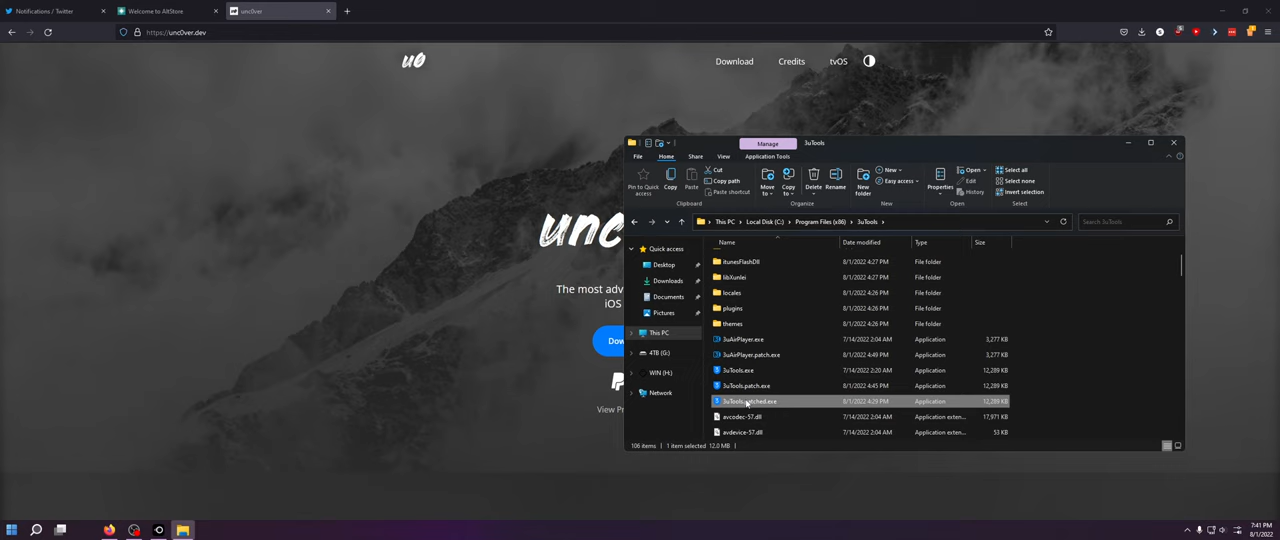 Notifications / Twitter
Welcome to AltStore
unc0ver
https://unc0ver.dev
u0
Download
Credits
tvOS
unc
The most adv
iOS
Dow
View Pr
Manage
3uTools
File
Home
Share
View
Application Tools
Pin to Quick access
Copy
Paste
Cut
Copy path
Paste shortcut
Clipboard
Move to
Copy to
Delete
Rename
Organize
New folder
New
Easy access
New
Properties
Open
Edit
History
Open
Select all
Select none
Invert selection
Select
This PC > Local Disk (C:) > Program Files (x86) > 3uTools >
Search 3uTools
Quick access
Desktop
Downloads
Documents
Pictures
This PC
4TB (G:)
WIN (H:)
Network
Name Date modified Type Size
itunesFlashDll 8/1/2022 4:27 PM File folder
libXunlei 8/1/2022 4:27 PM File folder
locales 8/1/2022 4:26 PM File folder
plugins 8/1/2022 4:26 PM File folder
themes 8/1/2022 4:26 PM File folder
3uAirPlayer.exe 7/14/2022 2:04 AM Application 3,277 KB
3uAirPlayer.patch.exe 8/1/2022 4:49 PM Application 3,277 KB
3uTools.exe 7/14/2022 2:20 AM Application 12,289 KB
3uTools.patch.exe 8/1/2022 4:45 PM Application 12,289 KB
3uTools.patched.exe 8/1/2022 4:29 PM Application 12,289 KB
avcodec-57.dll 7/14/2022 2:04 AM Application exten... 17,971 KB
avdevice-57.dll 7/14/2022 2:04 AM Application exten... 53 KB
106 items 1 item selected 12.0 MB
7:41 PM
8/1/2022